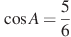 cos A = 5/6